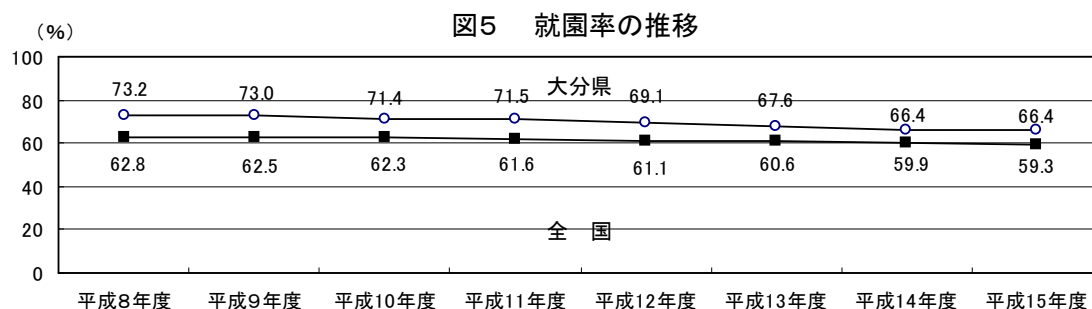 図5　就園率の推移
(%)
100
80
60
40
20
0
大分県
73.2 73.0 71.4 71.5 69.1 67.6 66.4 66.4
62.8 62.5 62.3 61.6 61.1 60.6 59.9 59.3
全　国
平成8年度 平成9年度 平成10年度 平成11年度 平成12年度 平成13年度 平成14年度 平成15年度